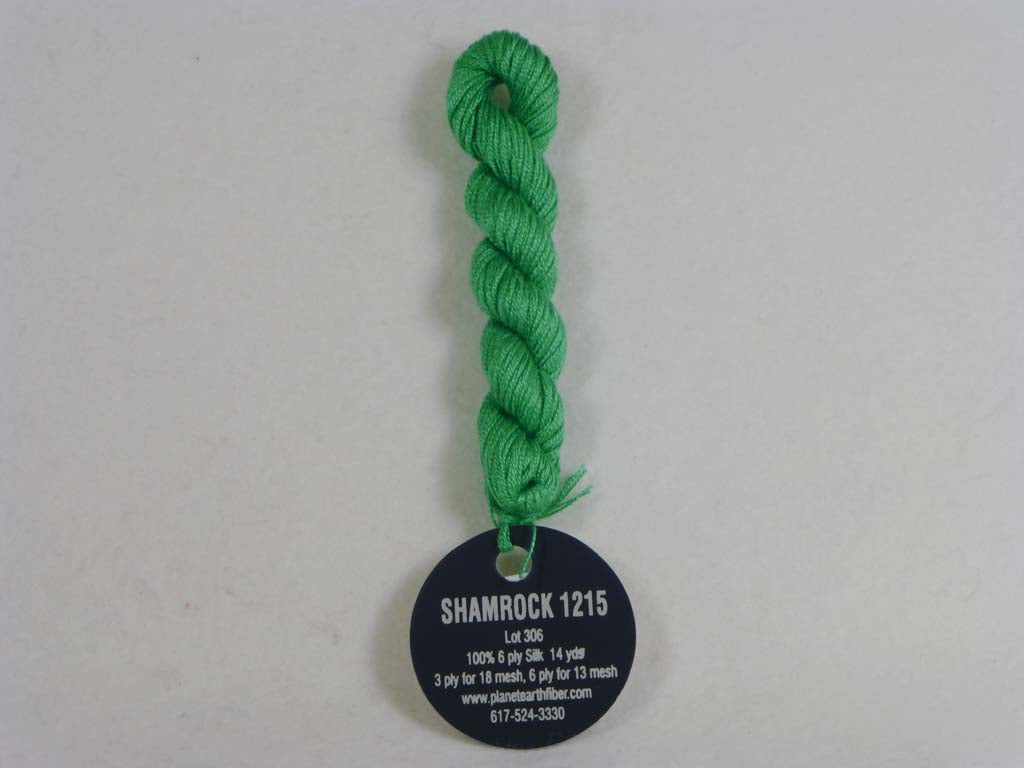 SHAMROCK 1215
Lot 306
100% 6 ply Silk 14 yds
3 ply for 18 mesh, 6 ply for 13 mesh
www.planetearthfiber.com
617-524-3330